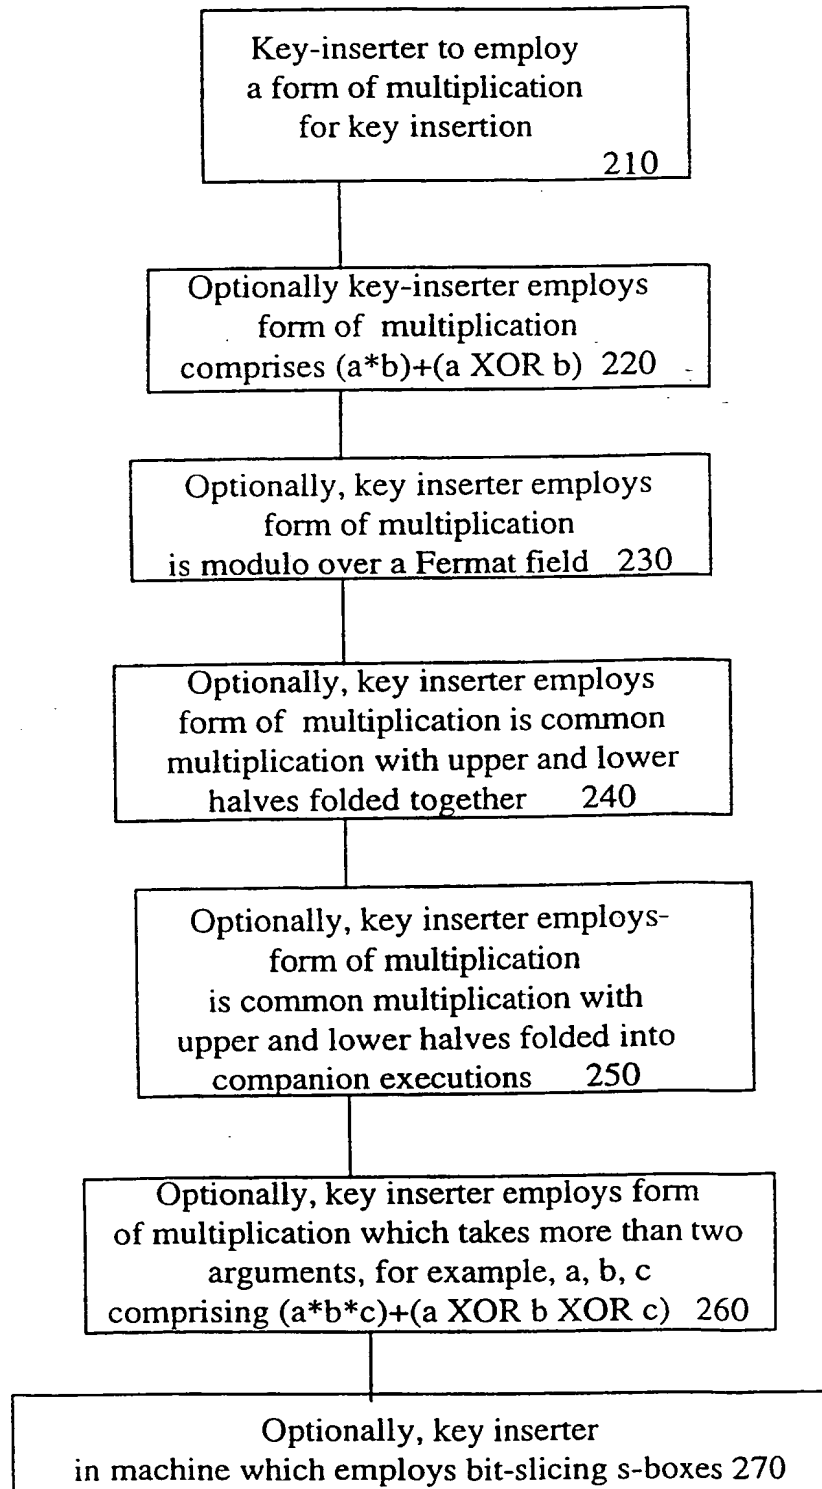 Key-inserter to employ
a form of multiplication
for key insertion
210
Optionally key-inserter employs
form of multiplication
comprises (a*b)+(a XOR b) 220
Optionally, key inserter employs
form of multiplication
is modulo over a Fermat field 230
Optionally, key inserter employs
form of multiplication is common
multiplication with upper and lower
halves folded together 240
Optionally, key inserter employs-
form of multiplication
is common multiplication with
upper and lower halves folded into
companion executions 250
Optionally, key inserter employs form
of multiplication which takes more than two
arguments, for example, a, b, c
comprising (a*b*c)+(a XOR b XOR c) 260
Optionally, key inserter
in machine which employs bit-slicing s-boxes 270